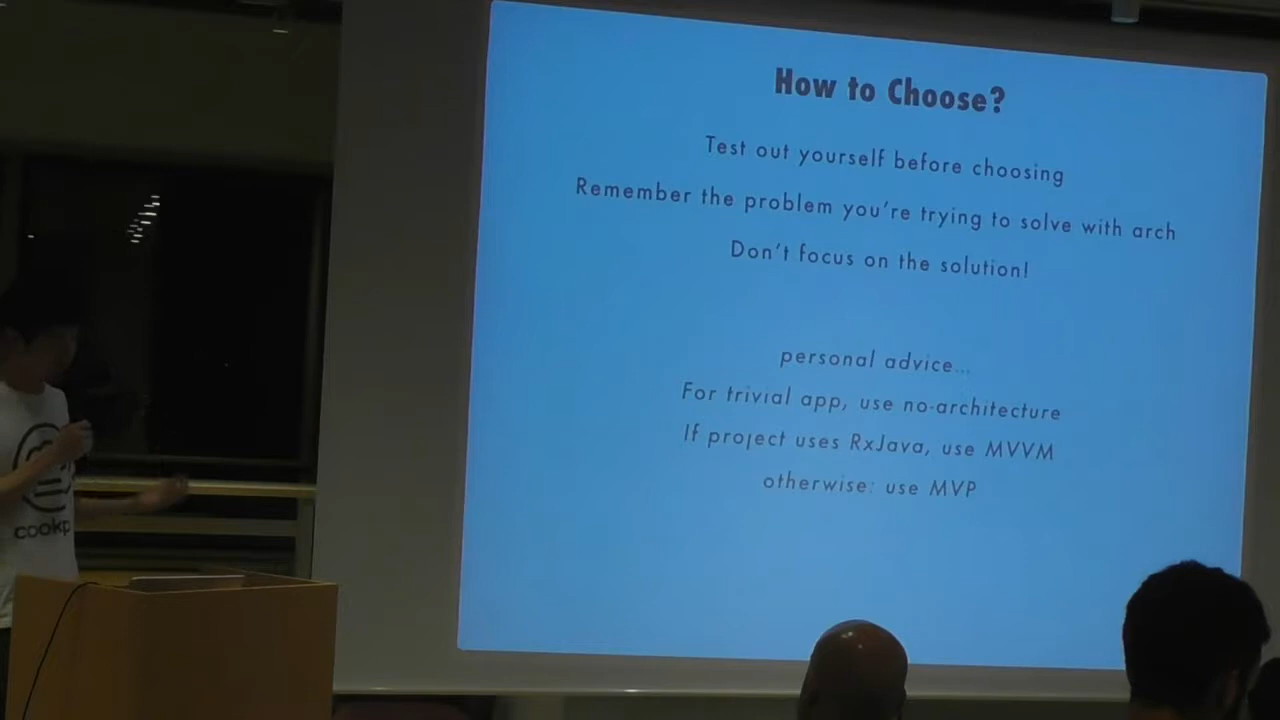 How to Choose?
Test out yourself before choosing
Remember the problem you're trying to solve with arch
Don't focus on the solution!
personal advice...
For trivial app, use no-architecture
If project uses RxJava, use MVVM
otherwise: use MVP
cookp